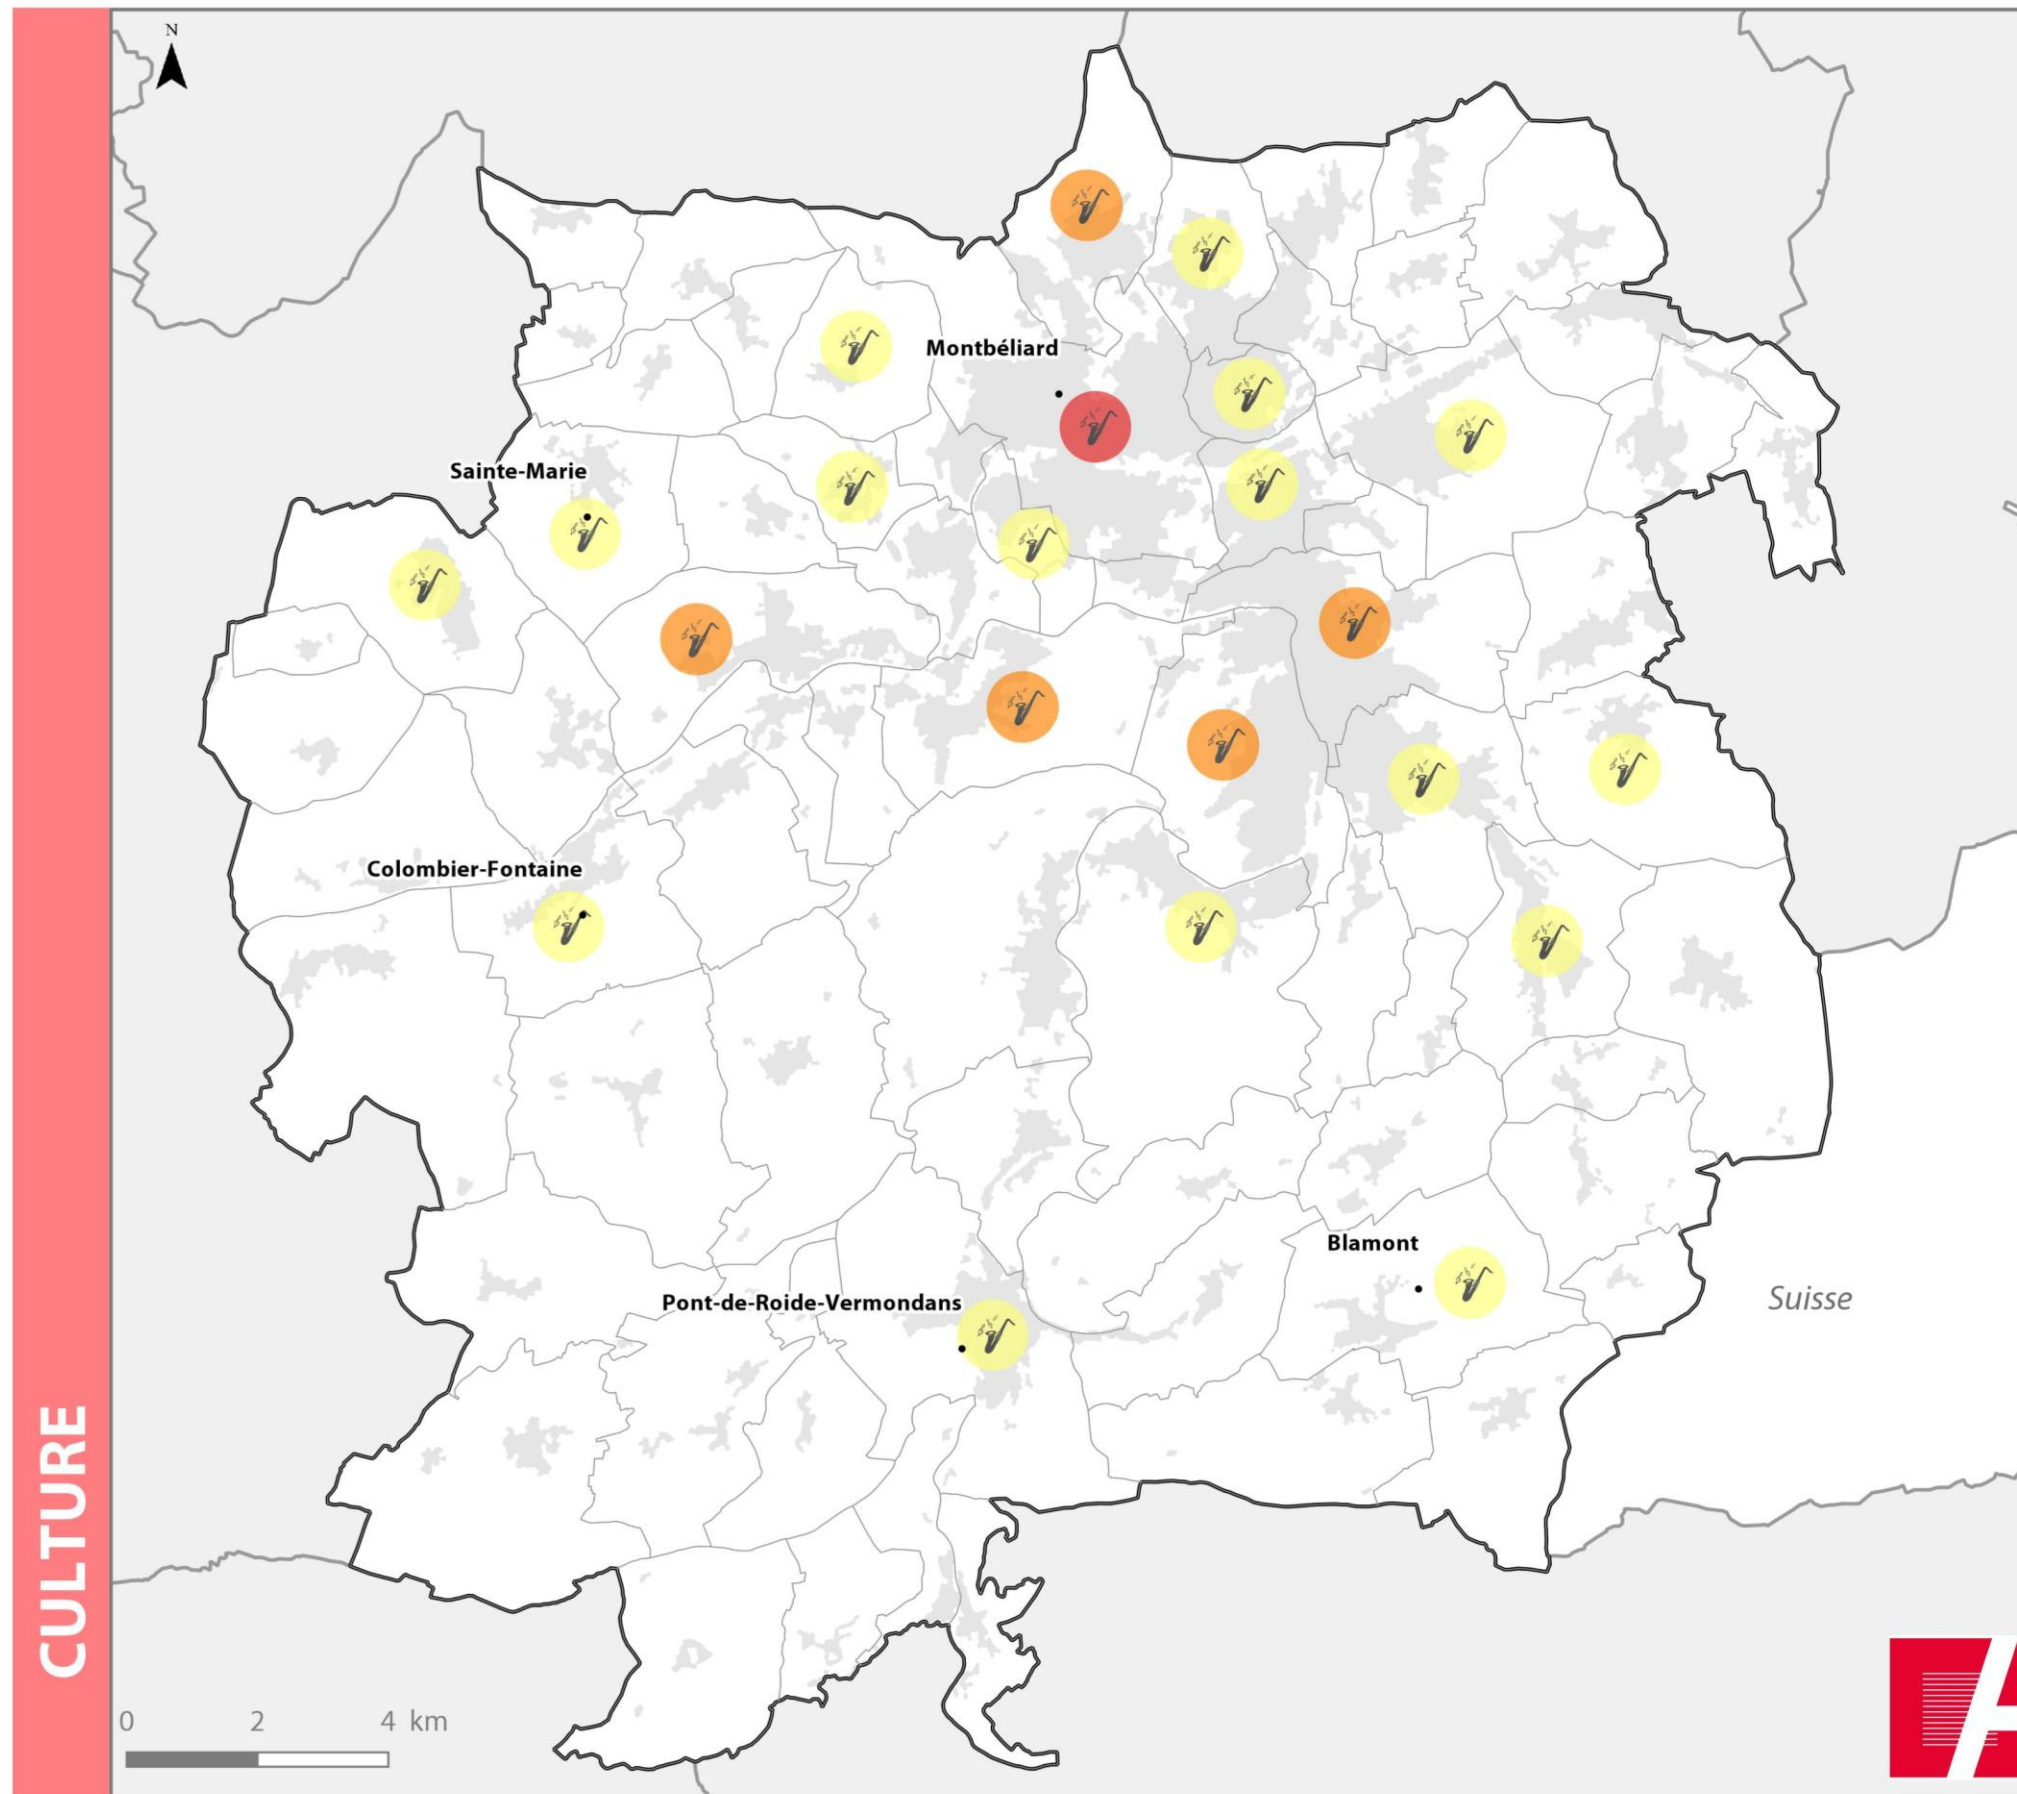 N
CULTURE
Montbéliard
Sainte-Marie
Colombier-Fontaine
Blamont
Pont-de-Roide-Vermondans
Suisse
0 2 4 km
A